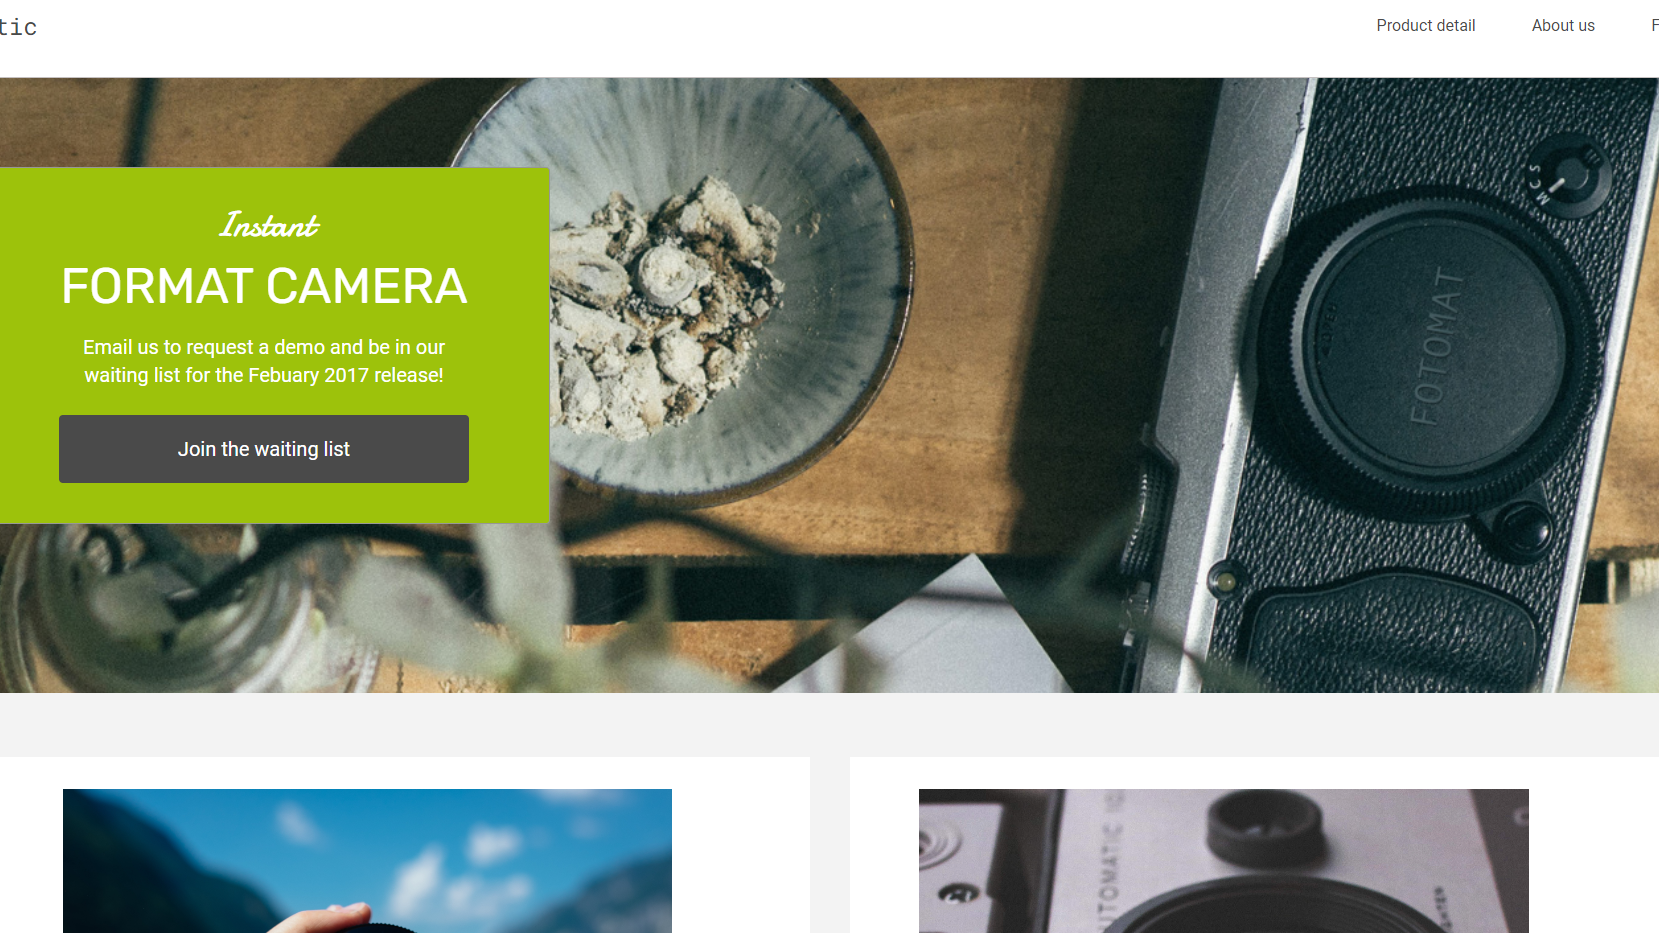 tic
Product detail
About us
F
Instant
FORMAT CAMERA
Email us to request a demo and be in our
waiting list for the Febuary 2017 release!
Join the waiting list
FOTOMAT
M C S
UTOMATIC